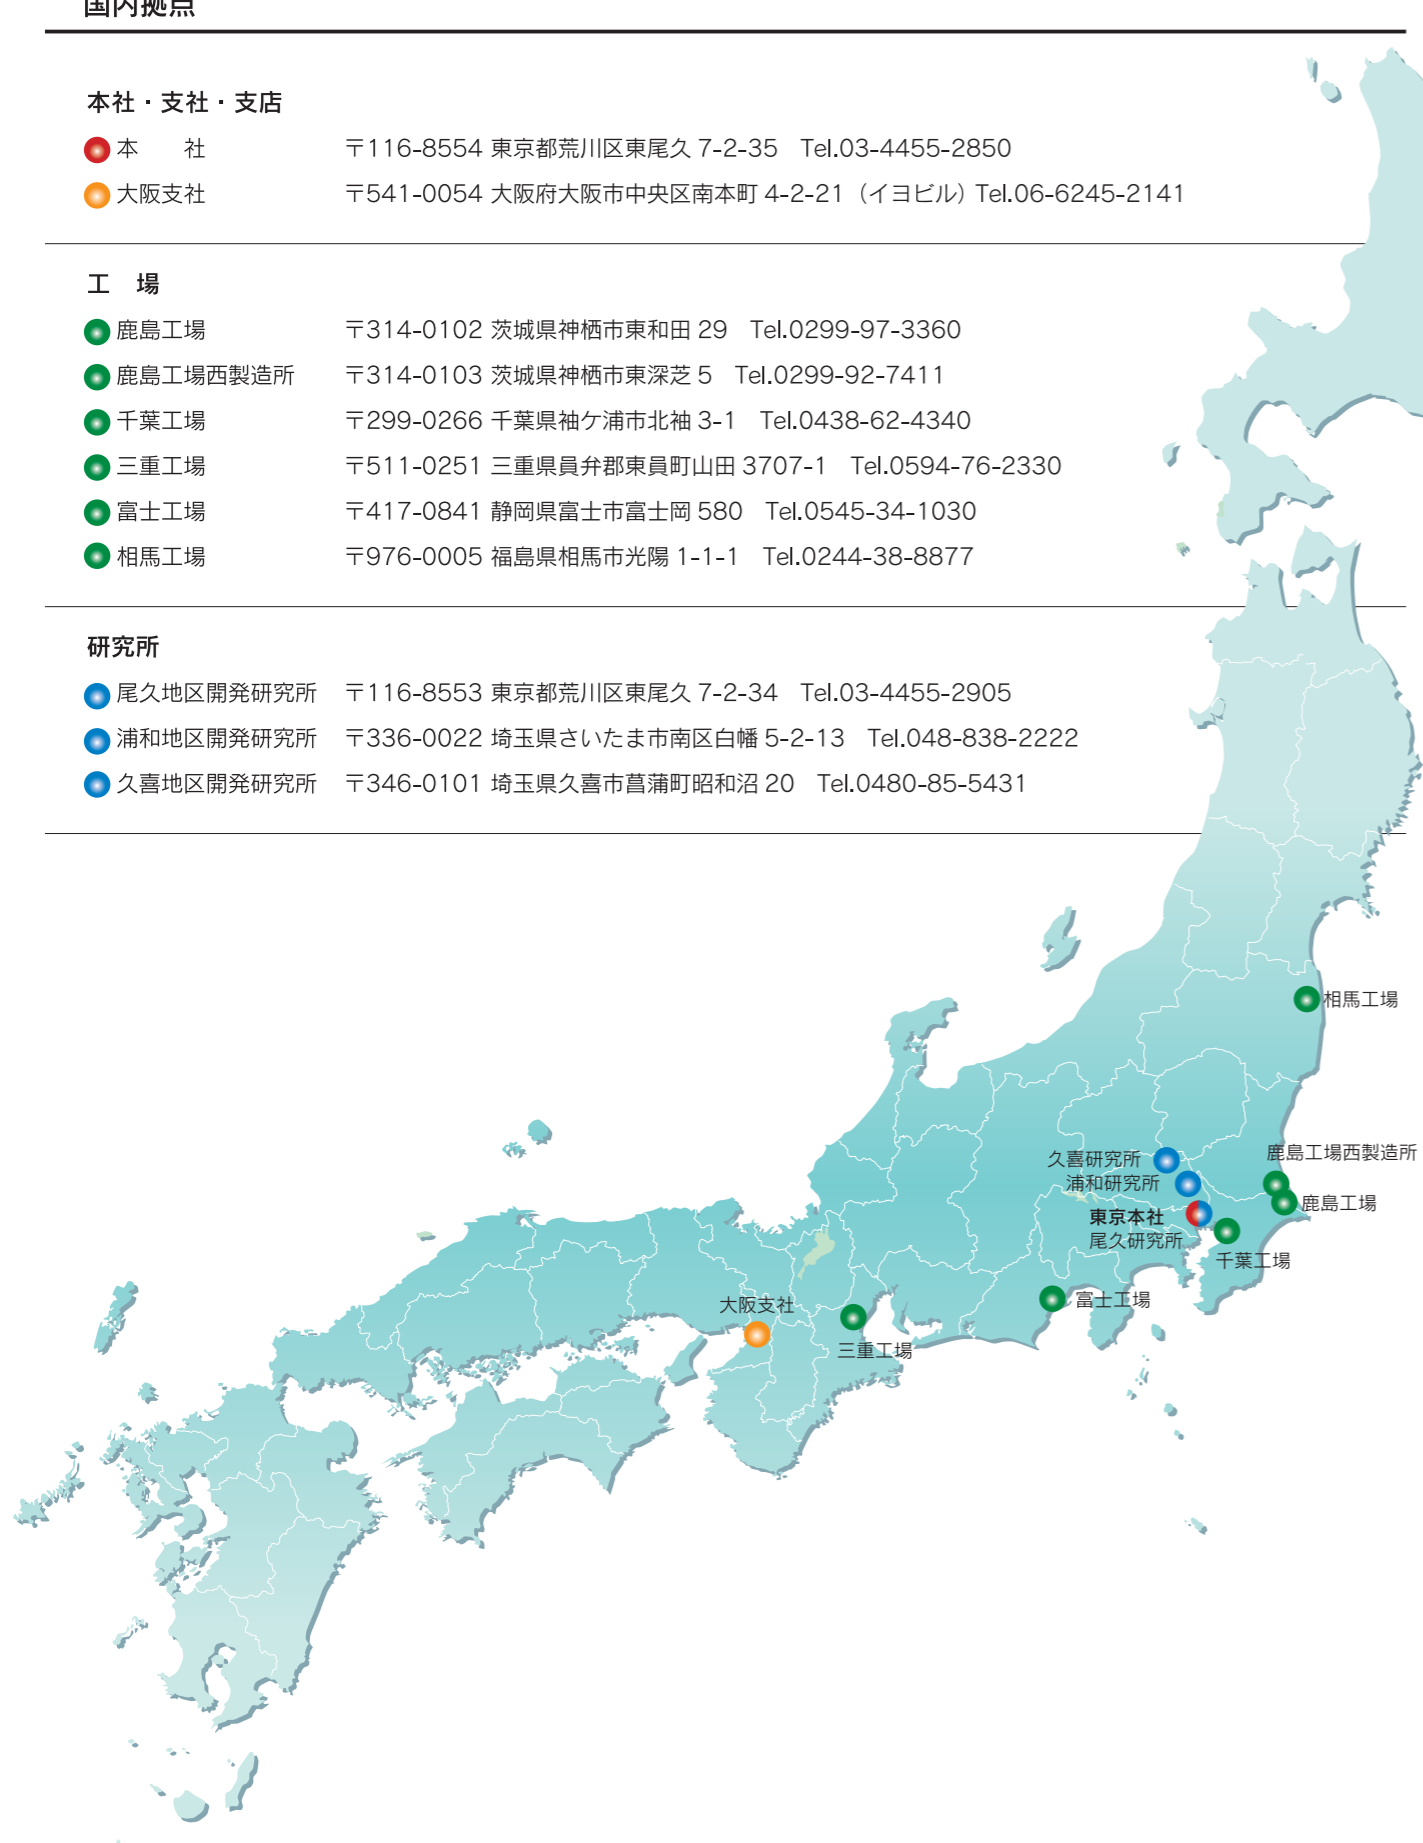 国内拠点
本社・支社・支店
本　社 〒116-8554 東京都荒川区東尾久 7-2-35 Tel.03-4455-2850
大阪支社 〒541-0054 大阪府大阪市中央区南本町 4-2-21（イヨビル）Tel.06-6245-2141
工　場
鹿島工場 〒314-0102 茨城県神栖市東和田 29 Tel.0299-97-3360
鹿島工場西製造所 〒314-0103 茨城県神栖市東深芝 5 Tel.0299-92-7411
千葉工場 〒299-0266 千葉県袖ケ浦市北袖 3-1 Tel.0438-62-4340
三重工場 〒511-0251 三重県員弁郡東員町山田 3707-1 Tel.0594-76-2330
富士工場 〒417-0841 静岡県富士市富士岡 580 Tel.0545-34-1030
相馬工場 〒976-0005 福島県相馬市光陽 1-1-1 Tel.0244-38-8877
研究所
尾久地区開発研究所 〒116-8553 東京都荒川区東尾久 7-2-34 Tel.03-4455-2905
浦和地区開発研究所 〒336-0022 埼玉県さいたま市南区白幡 5-2-13 Tel.048-838-2222
久喜地区開発研究所 〒346-0101 埼玉県久喜市菖蒲町昭和沼 20 Tel.0480-85-5431
相馬工場
鹿島工場西製造所
久喜研究所
浦和研究所
鹿島工場
東京本社
尾久研究所
千葉工場
富士工場
大阪支社
三重工場